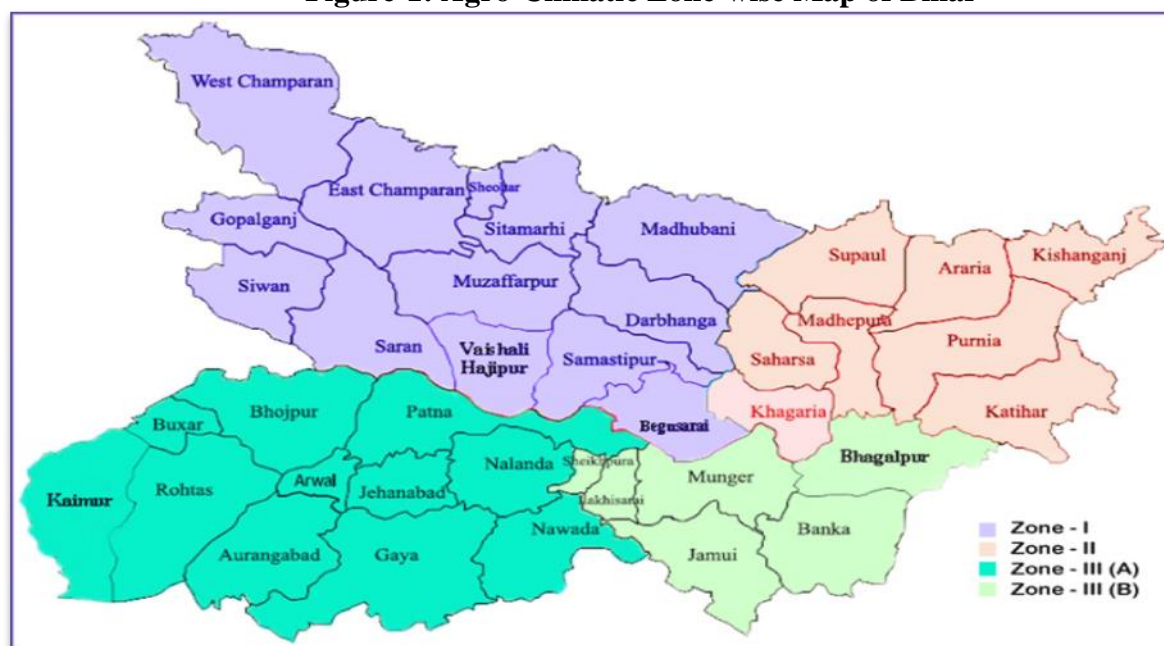 West Champaran
East Champaran
Sheohar
Gopalganj
Sitamarhi
Madhubani
Supaul
Araria
Kishanganj
Siwan
Muzaffarpur
Madhepura
Darbhanga
Purnia
Saran
Vaishali
Hajipur
Samastipur
Saharsa
Bhojpur
Patna
Khagaria
Katihar
Buxar
Begusarai
Bhagalpur
Nalanda
Sheikhpura
Munger
Kaimur
Rohtas
Arwal
Jehanabad
Lakhisarai
Nawada
Banka
Aurangabad
Gaya
Jamui
Zone - I
Zone - II
Zone - III (A)
Zone - III (B)